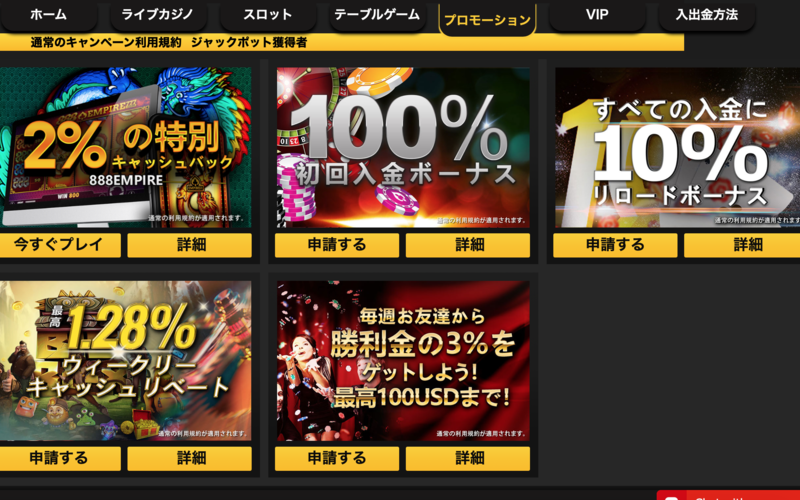 ホーム ライブカジノ スロット テーブルゲーム プロモーション VIP 入出金方法
通常のキャンペーン利用規約 ジャックポット獲得者
2%の特別
キャッシュバック
888EMPIRE
通常の利用規約が適用されます。
今すぐプレイ 詳細
100%
初回入金ボーナス
通常の利用規約が適用されます。
申請する 詳細
すべての入金に
10%
リロードボーナス
通常の利用規約が適用されます。
申請する 詳細
最高 1.28%
ウィークリー
キャッシュリベート
通常の利用規約が適用されます。
申請する 詳細
毎週お友達から
勝利金の3%を
ゲットしよう!
最高100USDまで!
通常の利用規約が適用されます。
申請する 詳細